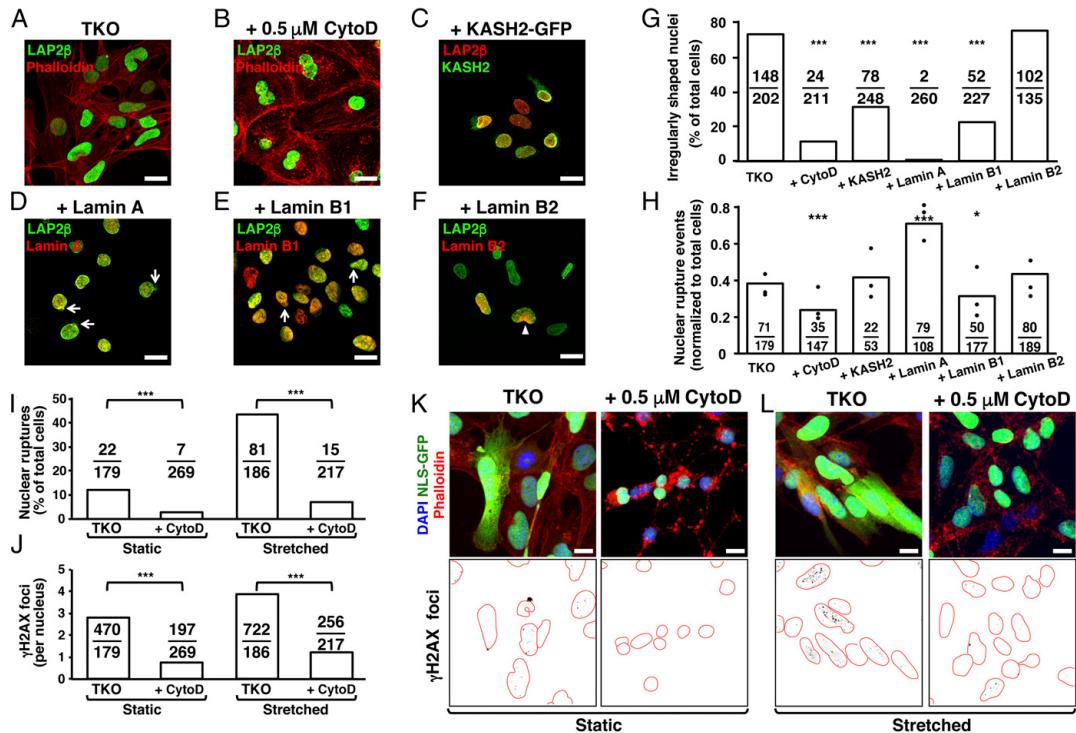 A
TKO
LAP2β
Phalloidin
B
+ 0.5 μM CytoD
LAP2β
Phalloidin
C
+ KASH2-GFP
LAP2β
KASH2
D
+ Lamin A
LAP2β
Lamin A
E
+ Lamin B1
LAP2β
Lamin B1
F
+ Lamin B2
LAP2β
Lamin B2
G
Irregularly shaped nuclei
(% of total cells)
80
60
40
20
0
*** *** *** ***
148 24 78 2 52 102
202 211 248 260 227 135
TKO + CytoD + KASH2 + Lamin A + Lamin B1 + Lamin B2
H
Nuclear rupture events
(normalized to total cells)
0.8
0.6
0.4
0.2
0
*** *** *
71 35 22 79 50 80
179 147 53 108 177 189
TKO + CytoD + KASH2 + Lamin A + Lamin B1 + Lamin B2
I
Nuclear ruptures
(% of total cells)
50
40
30
20
10
0
*** ***
22 7 81 15
179 269 186 217
TKO + CytoD TKO + CytoD
Static Stretched
J
γH2AX foci
(per nucleus)
5
4
3
2
1
0
*** ***
470 197 722 256
179 269 186 217
TKO + CytoD TKO + CytoD
Static Stretched
K
TKO + 0.5 μM CytoD
DAPI NLS-GFP
Phalloidin
γH2AX foci
Static
L
TKO + 0.5 μM CytoD
Stretched